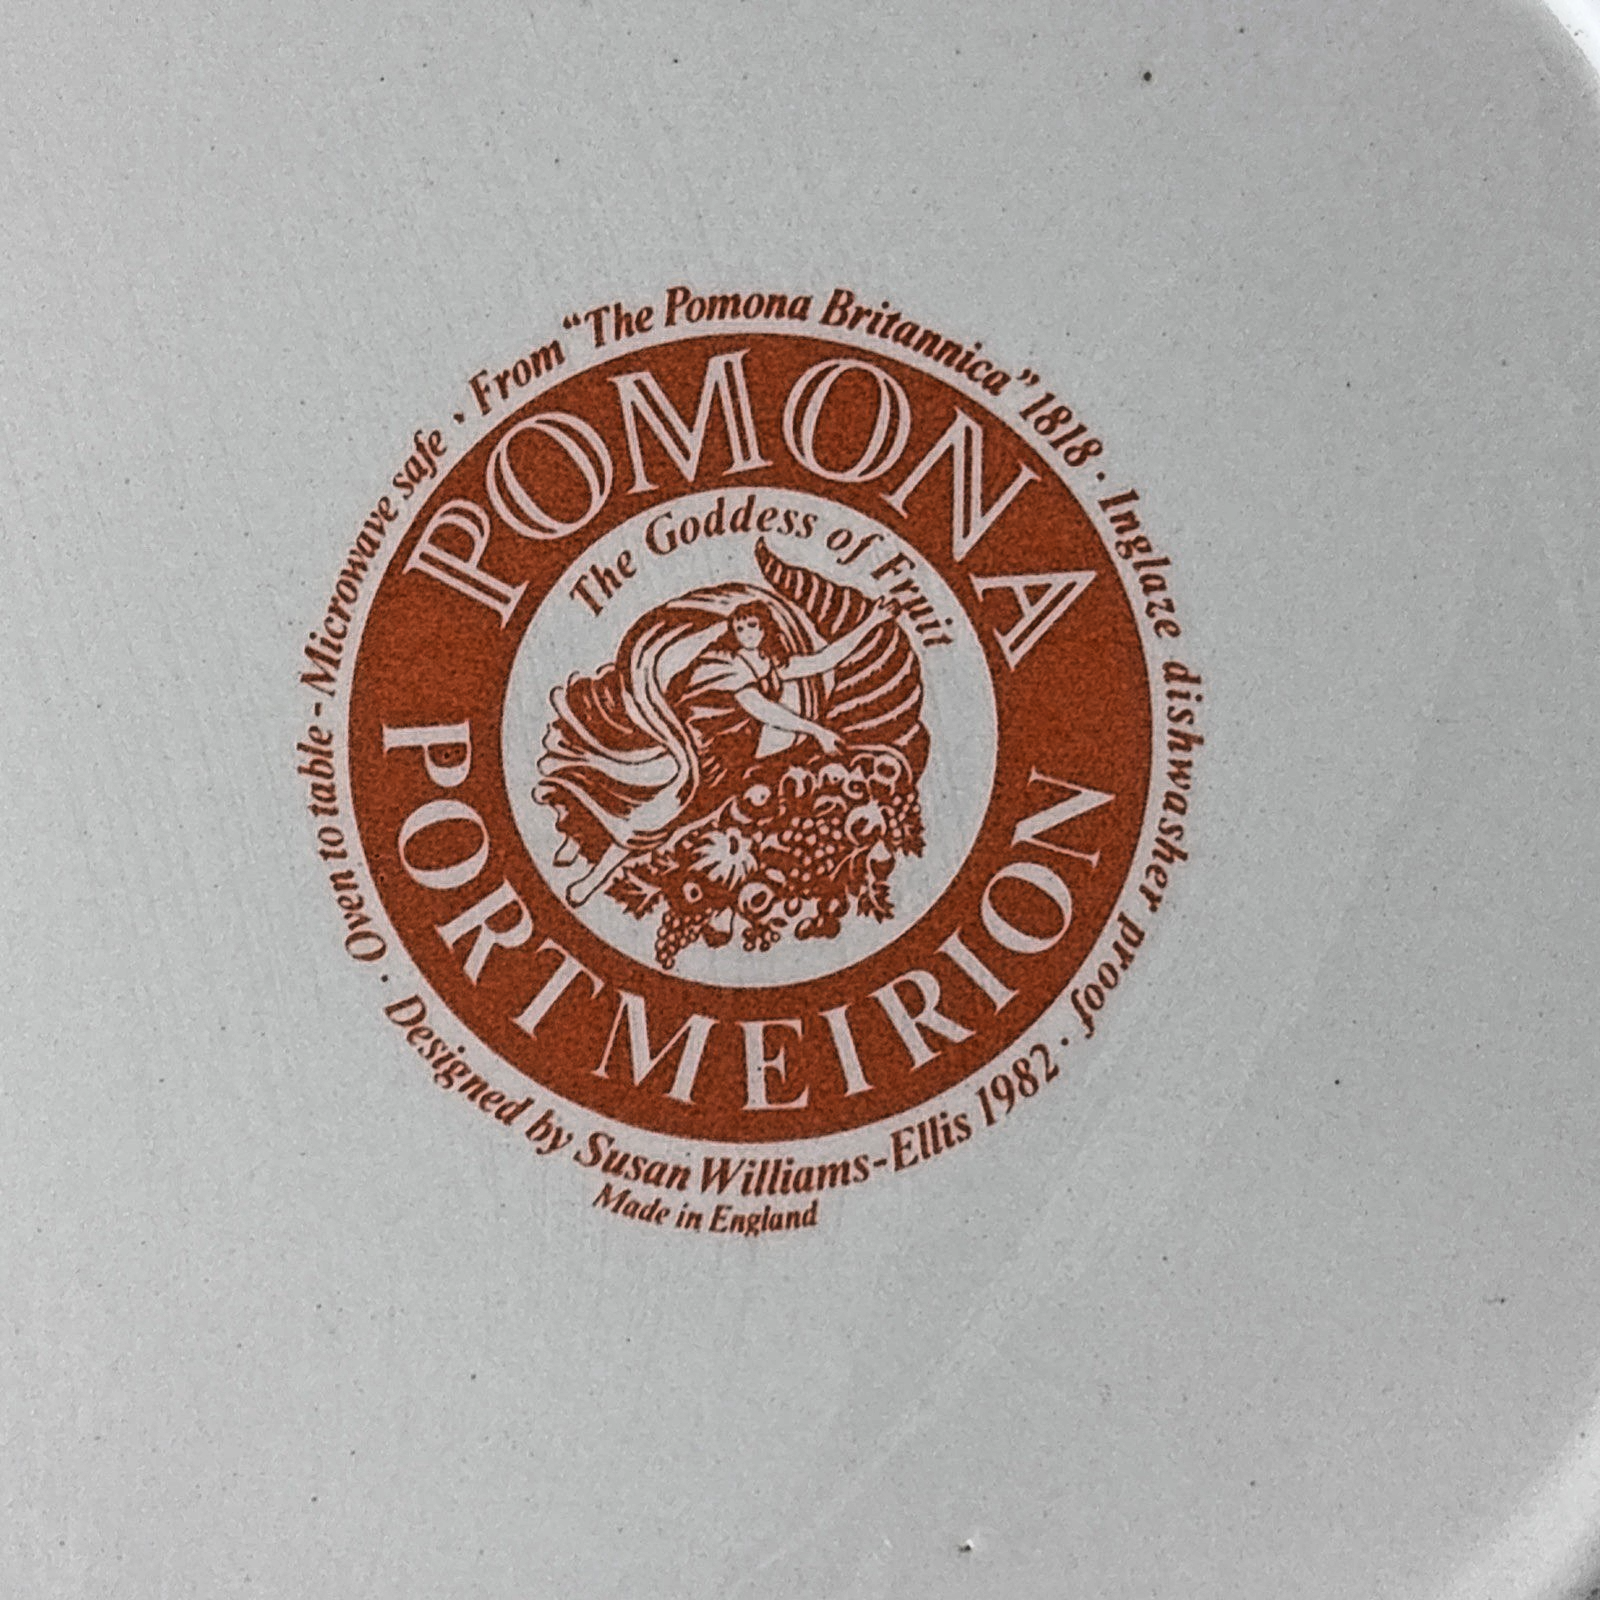 From “The Pomona Britannica” 1818 · Inglaze dishwasher proof ·
Designed by Susan Williams-Ellis 1982 ·
Oven to table - Microwave safe ·
POMONA
The Goddess of Fruit
PORTMEIRION
Made in England